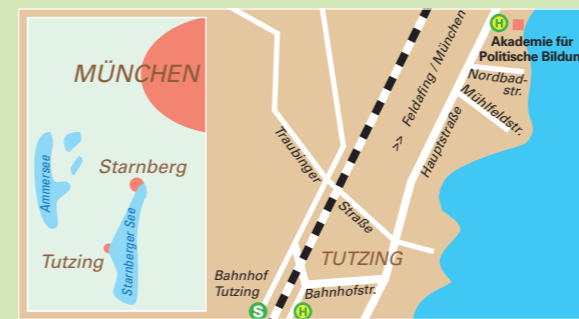 MÜNCHEN
Starnberg
Ammersee
Starnberger See
Tutzing
H
Akademie für
Politische Bildun
Nordbad-
str.
Mühlfeldstr.
>> Feldafing / München
Hauptstraße
Traubinger
Straße
TUTZING
Bahnhof
Tutzing
Bahnhofstr.
S
H